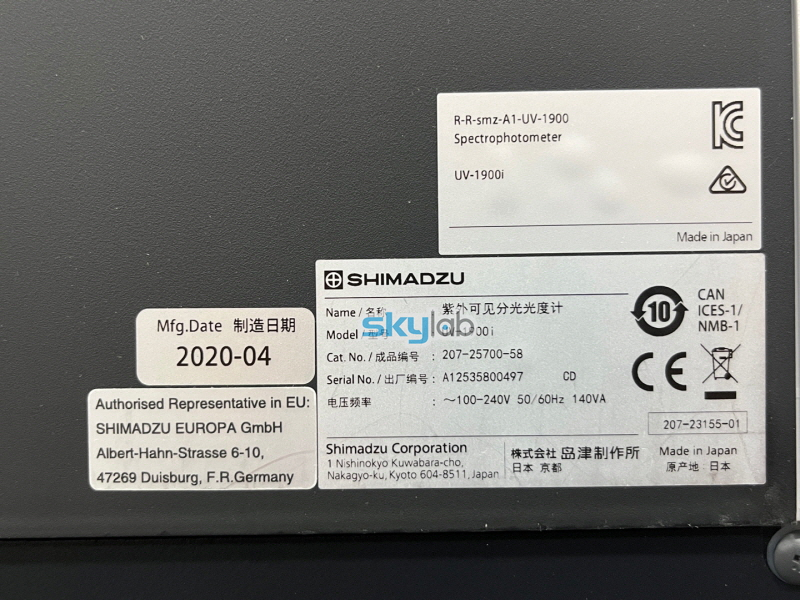 R-R-smz-A1-UV-1900
Spectrophotometer
UV-1900i
Made in Japan
SHIMADZU
Name / 名称 : 紫外可见分光光度计
Model / 型号 : UV-1900i
Cat. No. / 成品编号 : 207-25700-58
Serial No. / 出厂编号 : A12535800497 CD
电压频率 : ～100-240V 50/60Hz 140VA
skylab
10
CAN
ICES-1/
NMB-1
CE
207-23155-01
Shimadzu Corporation
1 Nishinokyo Kuwabara-cho,
Nakagyo-ku, Kyoto 604-8511, Japan
株式会社 岛津制作所
日本 京都
Made in Japan
原产地 : 日本
Mfg.Date 制造日期
2020-04
Authorised Representative in EU:
SHIMADZU EUROPA GmbH
Albert-Hahn-Strasse 6-10,
47269 Duisburg, F.R.Germany